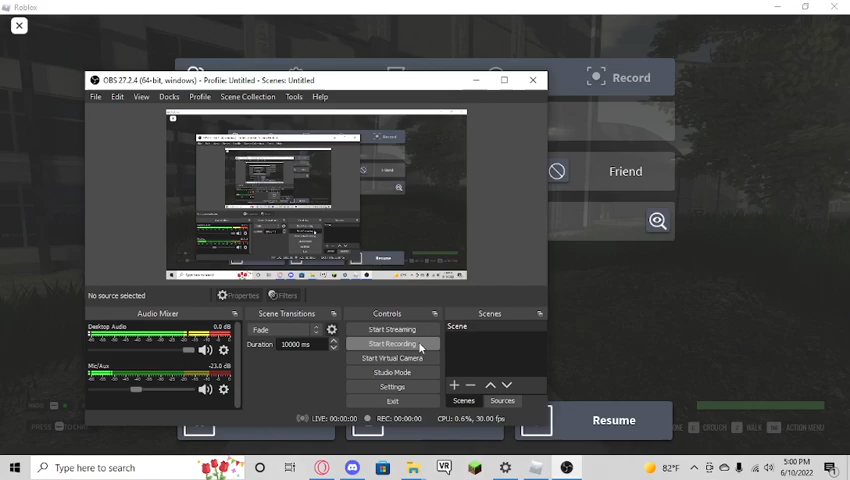 Roblox
Record
OBS 27.2.4 (64-bit, windows) - Profile: Untitled - Scenes: Untitled
File Edit View Docks Profile Scene Collection Tools Help
Friend
No source selected Properties Filters
Audio Mixer Scene Transitions Controls Scenes
Desktop Audio 0.0 dB
Fade
Start Streaming
Scene
Duration 10000 ms
Start Recording
Mic/Aux -23.0 dB
Start Virtual Camera
Studio Mode
Settings
Exit
Scenes Sources
LIVE: 00:00:00 REC: 00:00:00 CPU: 0.6%, 30.00 fps
Resume
CROUCH WALK ACTION MENU
Type here to search
VR
82°F
5:00 PM
6/10/2022